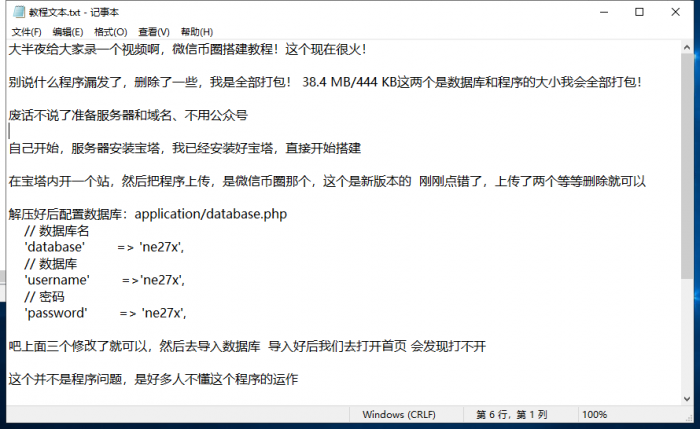 教程文本.txt - 记事本
文件(F) 编辑(E) 格式(O) 查看(V) 帮助(H)
大半夜给大家录一个视频啊，微信币圈搭建教程！这个现在很火！
别说什么程序漏发了，删除了一些，我是全部打包！ 38.4 MB/444 KB这两个是数据库和程序的大小我会全部打包！
废话不说了准备服务器和域名、不用公众号
自己开始，服务器安装宝塔，我已经安装好宝塔，直接开始搭建
在宝塔内开一个站，然后把程序上传，是微信币圈那个，这个是新版本的 刚刚点错了，上传了两个等等删除就可以
解压好后配置数据库：application/database.php
// 数据库名
'database' => 'ne27x',
// 数据库
'username' =>'ne27x',
// 密码
'password' => 'ne27x',
吧上面三个修改了就可以，然后去导入数据库 导入好后我们去打开首页 会发现打不开
这个并不是程序问题，是好多人不懂这个程序的运作
Windows (CRLF) 第 6 行，第 1 列 100%